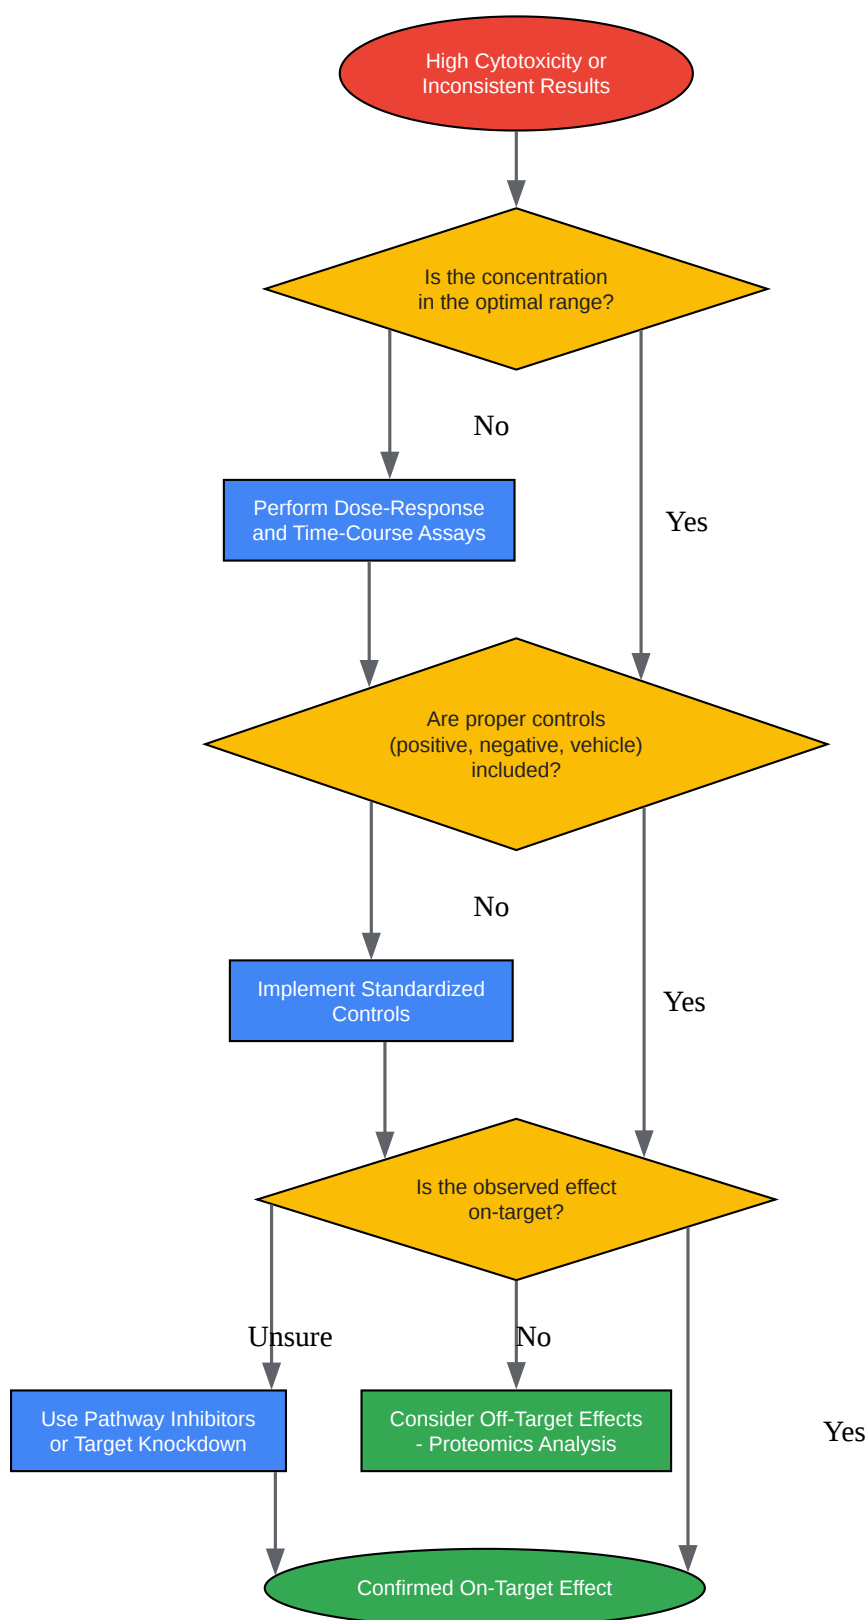 High Cytotoxicity or
Inconsistent Results
Is the concentration
in the optimal range?
No
Perform Dose-Response
and Time-Course Assays
Yes
Are proper controls
(positive, negative, vehicle)
included?
No
Implement Standardized
Controls
Yes
Is the observed effect
on-target?
Unsure
No
Use Pathway Inhibitors
or Target Knockdown
Consider Off-Target Effects
- Proteomics Analysis
Yes
Confirmed On-Target Effect